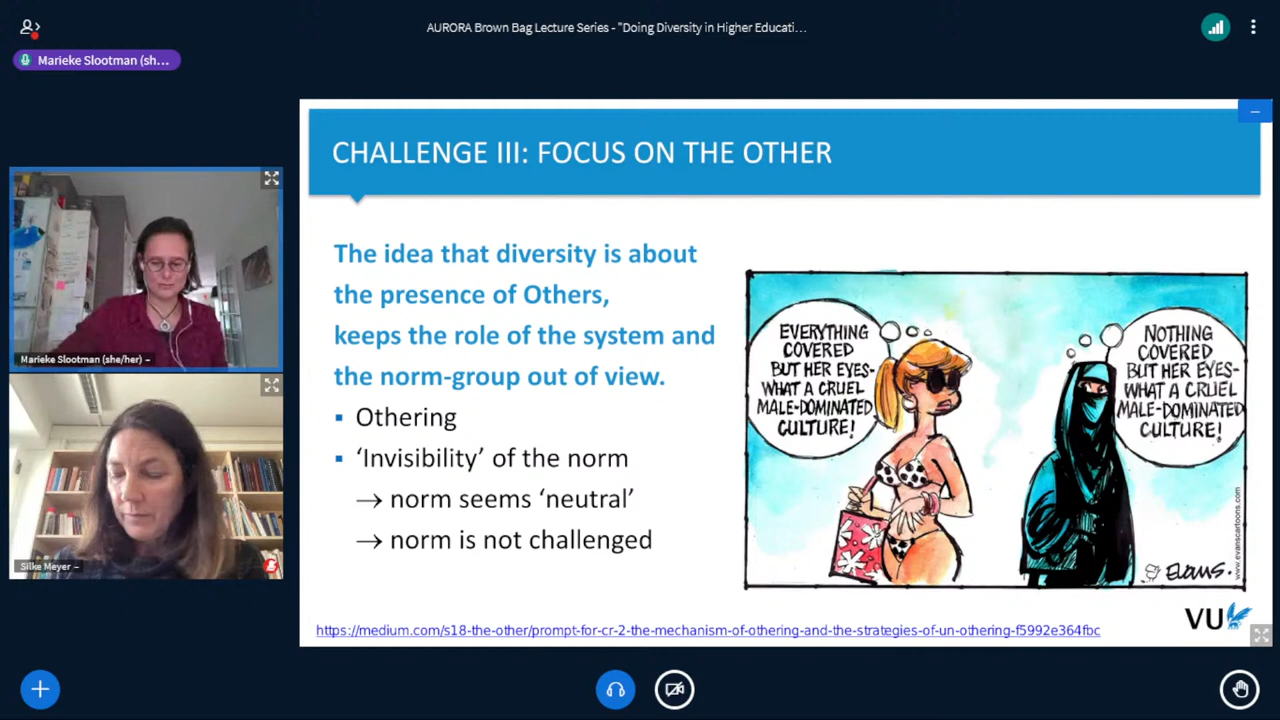 AURORA Brown Bag Lecture Series - "Doing Diversity in Higher Educati...
Marieke Slootman (sh...
Marieke Slootman (she/her) –
Silke Meyer –
CHALLENGE III: FOCUS ON THE OTHER
The idea that diversity is about
the presence of Others,
keeps the role of the system and
the norm-group out of view.
▪ Othering
▪ ‘Invisibility’ of the norm
→ norm seems ‘neutral’
→ norm is not challenged
EVERYTHING
COVERED
BUT HER EYES-
WHAT A CRUEL
MALE-DOMINATED
CULTURE!
NOTHING
COVERED
BUT HER EYES-
WHAT A CRUEL
MALE-DOMINATED
CULTURE!
www.evanscartoons.com
Evans.
VU
https://medium.com/s18-the-other/prompt-for-cr-2-the-mechanism-of-othering-and-the-strategies-of-un-othering-f5992e364fbc